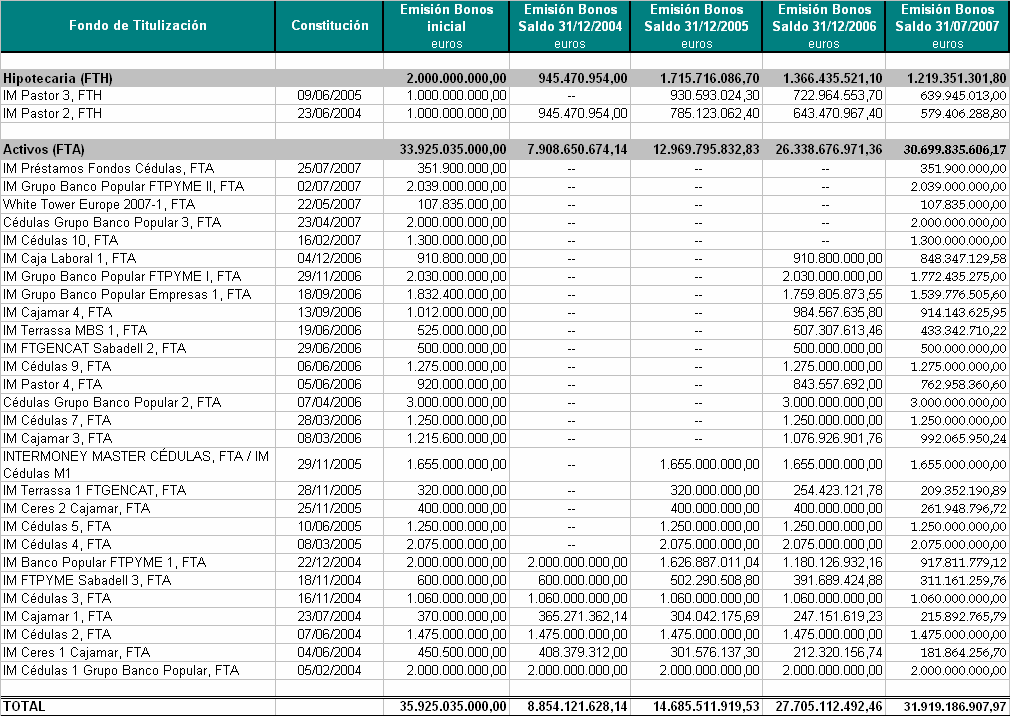 Fondo de Titulización Constitución Emisión Bonos inicial euros Emisión Bonos Saldo 31/12/2004 euros Emisión Bonos Saldo 31/12/2005 euros Emisión Bonos Saldo 31/12/2006 euros Emisión Bonos Saldo 31/07/2007 euros
Hipotecaria (FTH) 2.000.000.000,00 945.470.954,00 1.715.716.086,70 1.366.435.521,10 1.219.351.301,80
IM Pastor 3, FTH 09/06/2005 1.000.000.000,00 -- 930.593.024,30 722.964.553,70 639.945.013,00
IM Pastor 2, FTH 23/06/2004 1.000.000.000,00 945.470.954,00 785.123.062,40 643.470.967,40 579.406.288,80
Activos (FTA) 33.925.035.000,00 7.908.650.674,14 12.969.795.832,83 26.338.676.971,36 30.699.835.606,17
IM Préstamos Fondos Cédulas, FTA 25/07/2007 351.900.000,00 -- -- -- 351.900.000,00
IM Grupo Banco Popular FTPYME II, FTA 02/07/2007 2.039.000.000,00 -- -- -- 2.039.000.000,00
White Tower Europe 2007-1, FTA 22/05/2007 107.835.000,00 -- -- -- 107.835.000,00
Cédulas Grupo Banco Popular 3, FTA 23/04/2007 2.000.000.000,00 -- -- -- 2.000.000.000,00
IM Cédulas 10, FTA 16/02/2007 1.300.000.000,00 -- -- -- 1.300.000.000,00
IM Caja Laboral 1, FTA 04/12/2006 910.800.000,00 -- -- 910.800.000,00 848.347.129,58
IM Grupo Banco Popular FTPYME I, FTA 29/11/2006 2.030.000.000,00 -- -- 2.030.000.000,00 1.772.435.275,00
IM Grupo Banco Popular Empresas 1, FTA 18/09/2006 1.832.400.000,00 -- -- 1.759.805.873,55 1.539.776.505,60
IM Cajamar 4, FTA 13/09/2006 1.012.000.000,00 -- -- 984.567.635,80 914.143.625,95
IM Terrassa MBS 1, FTA 19/06/2006 525.000.000,00 -- -- 507.307.613,46 433.342.710,22
IM FTGENCAT Sabadell 2, FTA 29/06/2006 500.000.000,00 -- -- 500.000.000,00 500.000.000,00
IM Cédulas 9, FTA 06/06/2006 1.275.000.000,00 -- -- 1.275.000.000,00 1.275.000.000,00
IM Pastor 4, FTA 05/06/2006 920.000.000,00 -- -- 843.557.692,00 762.958.360,60
Cédulas Grupo Banco Popular 2, FTA 07/04/2006 3.000.000.000,00 -- -- 3.000.000.000,00 3.000.000.000,00
IM Cédulas 7, FTA 28/03/2006 1.250.000.000,00 -- -- 1.250.000.000,00 1.250.000.000,00
IM Cajamar 3, FTA 08/03/2006 1.215.600.000,00 -- -- 1.076.926.901,76 992.065.950,24
INTERMONEY MASTER CÉDULAS, FTA / IM Cédulas M1 29/11/2005 1.655.000.000,00 -- 1.655.000.000,00 1.655.000.000,00 1.655.000.000,00
IM Terrassa 1 FTGENCAT, FTA 28/11/2005 320.000.000,00 -- 320.000.000,00 254.423.121,78 209.352.190,89
IM Ceres 2 Cajamar, FTA 25/11/2005 400.000.000,00 -- 400.000.000,00 400.000.000,00 261.948.796,72
IM Cédulas 5, FTA 10/06/2005 1.250.000.000,00 -- 1.250.000.000,00 1.250.000.000,00 1.250.000.000,00
IM Cédulas 4, FTA 08/03/2005 2.075.000.000,00 -- 2.075.000.000,00 2.075.000.000,00 2.075.000.000,00
IM Banco Popular FTPYME 1, FTA 22/12/2004 2.000.000.000,00 2.000.000.000,00 1.626.887.011,04 1.180.126.932,16 917.811.779,12
IM FTPYME Sabadell 3, FTA 18/11/2004 600.000.000,00 600.000.000,00 502.290.508,80 391.689.424,88 311.161.259,76
IM Cédulas 3, FTA 16/11/2004 1.060.000.000,00 1.060.000.000,00 1.060.000.000,00 1.060.000.000,00 1.060.000.000,00
IM Cajamar 1, FTA 23/07/2004 370.000.000,00 365.271.362,14 304.042.175,69 247.151.619,23 215.892.765,79
IM Cédulas 2, FTA 07/06/2004 1.475.000.000,00 1.475.000.000,00 1.475.000.000,00 1.475.000.000,00 1.475.000.000,00
IM Ceres 1 Cajamar, FTA 04/06/2004 450.500.000,00 408.379.312,00 301.576.137,30 212.320.156,74 181.864.256,70
IM Cédulas 1 Grupo Banco Popular, FTA 05/02/2004 2.000.000.000,00 2.000.000.000,00 2.000.000.000,00 2.000.000.000,00 2.000.000.000,00
TOTAL 35.925.035.000,00 8.854.121.628,14 14.685.511.919,53 27.705.112.492,46 31.919.186.907,97